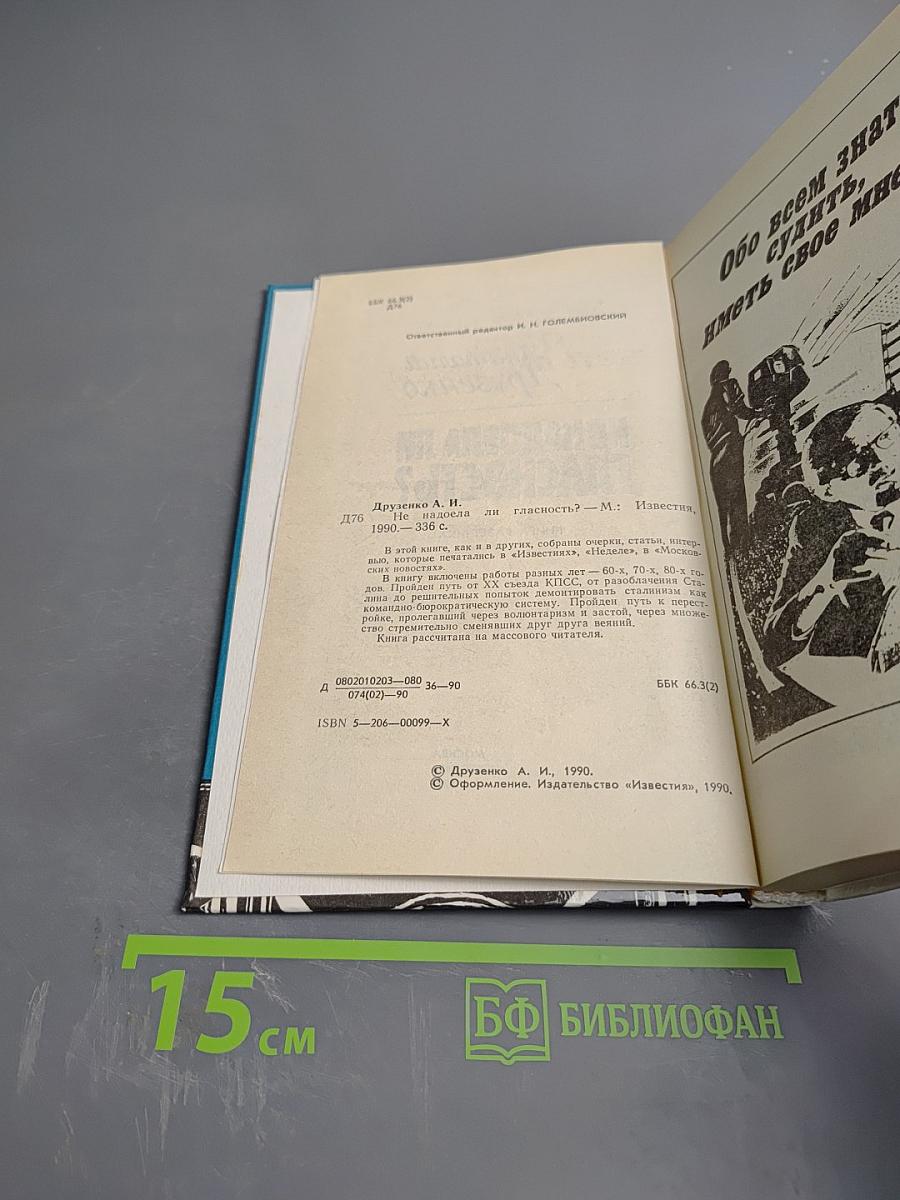 ББК 66.3(2)
Д76
Ответственный редактор И. Н. ГОЛЕМБИОВСКИЙ
Друзенко А. И.
Д76 Не надоела ли гласность? — М.: Известия,
1990.— 336 с.
В этой книге, как и в других, собраны очерки, статьи, интер-
вью, которые печатались в «Известиях», «Неделе», в «Москов-
ских новостях».
В книгу включены работы разных лет — 60-х, 70-х, 80-х го-
дов. Пройден путь от XX съезда КПСС, от разоблачения Ста-
лина до решительных попыток демонтировать сталинизм как
командно-бюрократическую систему. Пройден путь к перест-
ройке, пролегавший через волюнтаризм и застой, через множе-
ство стремительно сменявших друг друга веяний.
Книга рассчитана на массового читателя.
Д 0802010203—080
074(02)—90 36—90 ББК 66.3(2)
ISBN 5—206—00099—X
© Друзенко А. И., 1990.
© Оформление. Издательство «Известия», 1990.
Обо всем знат
судить,
иметь свое мне
15 см
БФ БИБЛИОФАН